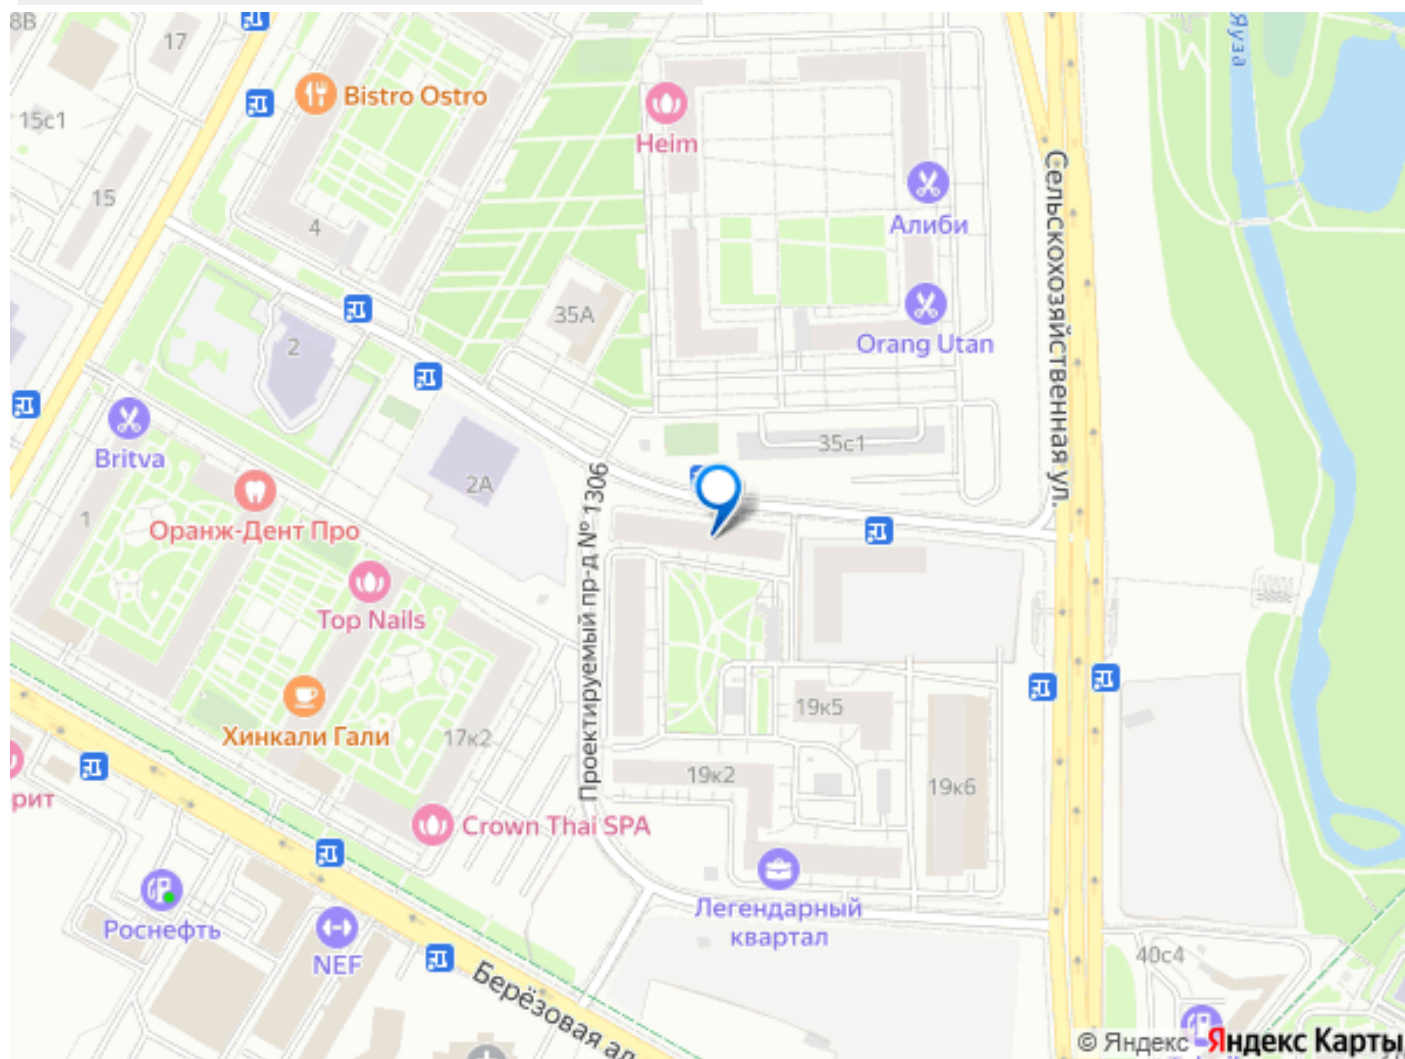 8В
17
Bistro Ostro
15с1
Heim
Яуза
15
Сельскохозяйственная ул.
4
Алиби
35А
Orang Utan
2
Britva
35с1
2А
Проектируемый пр-д № 1306
1
Оранж-Дент Про
Top Nails
19к5
Хинкали Гали
17к2
19к2
19к6
рит
Crown Thai SPA
Легендарный
квартал
Роснефть
NEF
40с4
Берёзовая ал
© Яндекс Яндекс Карты